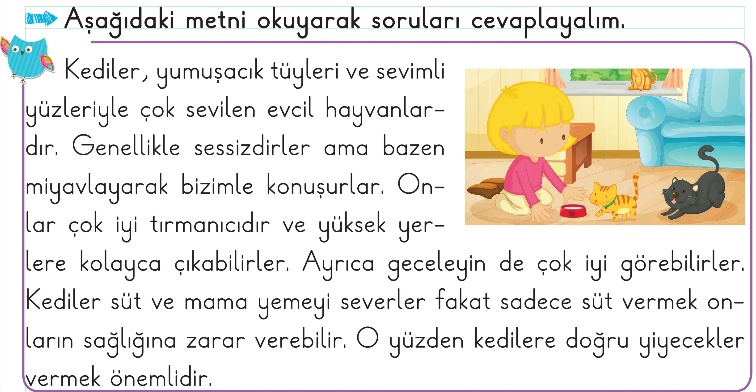 Aşağıdaki metni okuyarak soruları cevaplayalım.
Kediler, yumuşacık tüyleri ve sevimli
yüzleriyle çok sevilen evcil hayvanlar-
dır. Genellikle sessizdirler ama bazen
miyavlayarak bizimle konuşurlar. On-
lar çok iyi tırmanıcıdır ve yüksek yer-
lere kolayca çıkabilirler. Ayrıca geceleyin de çok iyi görebilirler.
Kediler süt ve mama yemeyi severler fakat sadece süt vermek on-
ların sağlığına zarar verebilir. O yüzden kedilere doğru yiyecekler
vermek önemlidir.